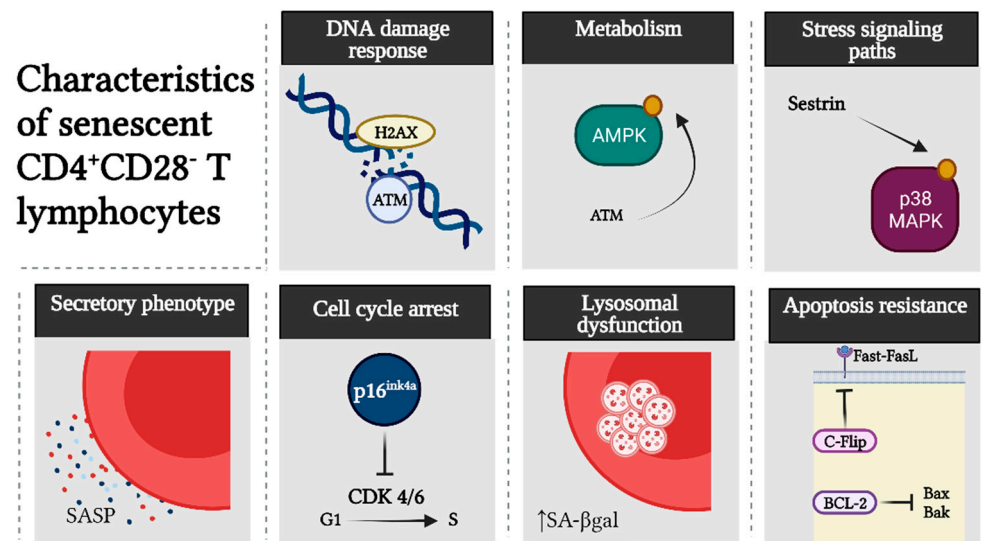 Characteristics
of senescent
CD4⁺CD28⁻ T
lymphocytes
DNA damage
response
H2AX
ATM
Metabolism
AMPK
ATM
Stress signaling
paths
Sestrin
p38
MAPK
Secretory phenotype
SASP
Cell cycle arrest
p16ink4a
CDK 4/6
G1
S
Lysosomal
dysfunction
↑SA-βgal
Apoptosis resistance
Fast-FasL
C-Flip
BCL-2
Bax
Bak